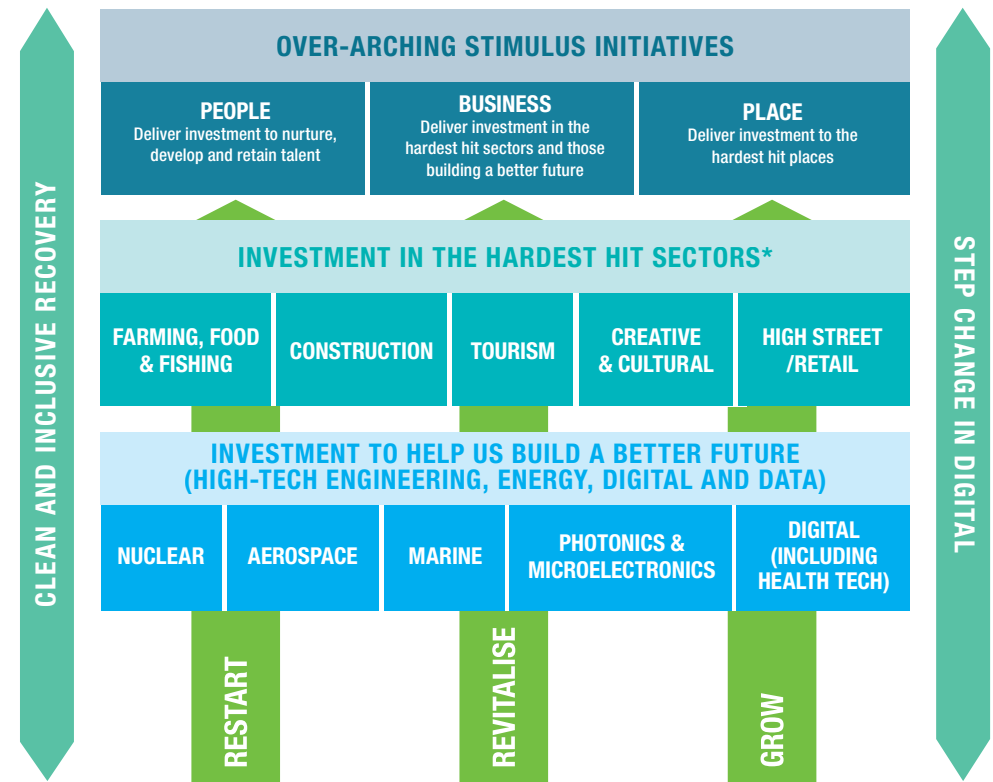 OVER-ARCHING STIMULUS INITIATIVES
PEOPLE
Deliver investment to nurture,
develop and retain talent
BUSINESS
Deliver investment in the
hardest hit sectors and those
building a better future
PLACE
Deliver investment to the
hardest hit places
INVESTMENT IN THE HARDEST HIT SECTORS*
FARMING, FOOD
& FISHING
CONSTRUCTION
TOURISM
CREATIVE
& CULTURAL
HIGH STREET
/RETAIL
INVESTMENT TO HELP US BUILD A BETTER FUTURE
(HIGH-TECH ENGINEERING, ENERGY, DIGITAL AND DATA)
NUCLEAR
AEROSPACE
MARINE
PHOTONICS &
MICROELECTRONICS
DIGITAL
(INCLUDING
HEALTH TECH)
RESTART
REVITALISE
GROW
CLEAN AND INCLUSIVE RECOVERY
STEP CHANGE IN DIGITAL